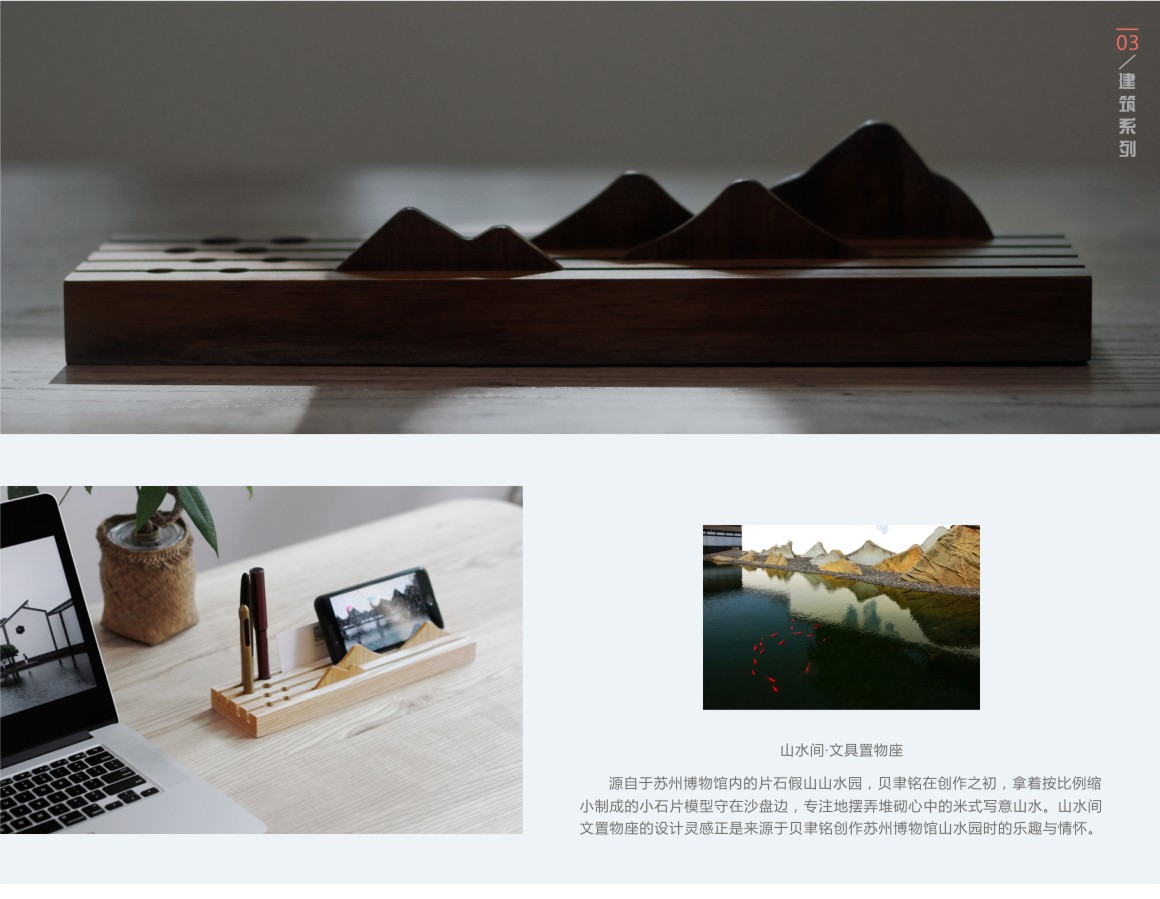 03
建筑系列
山水间·文具置物座
源自于苏州博物馆内的片石假山山水园，贝聿铭在创作之初，拿着按比例缩
小制成的小石片模型守在沙盘边，专注地摆弄堆砌心中的米式写意山水。山水间
文置物座的设计灵感正是来源于贝聿铭创作苏州博物馆山水园时的乐趣与情怀。